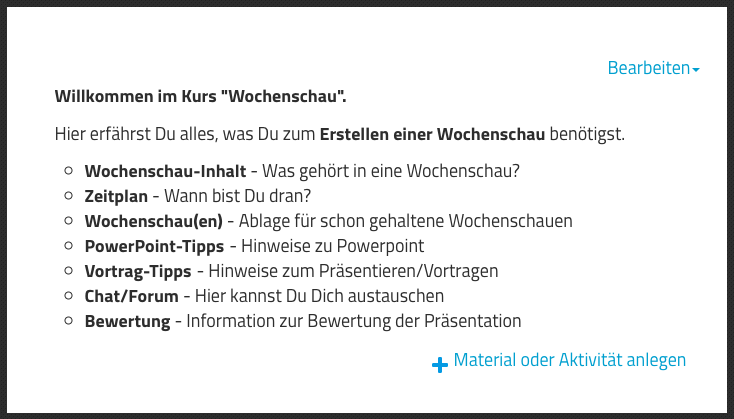 Bearbeiten
Willkommen im Kurs "Wochenschau".
Hier erfährst Du alles, was Du zum Erstellen einer Wochenschau benötigst.
Wochenschau-Inhalt - Was gehört in eine Wochenschau?
Zeitplan - Wann bist Du dran?
Wochenschau(en) - Ablage für schon gehaltene Wochenschauen
PowerPoint-Tipps - Hinweise zu Powerpoint
Vortrag-Tipps - Hinweise zum Präsentieren/Vortragen
Chat/Forum - Hier kannst Du Dich austauschen
Bewertung - Information zur Bewertung der Präsentation
Material oder Aktivität anlegen